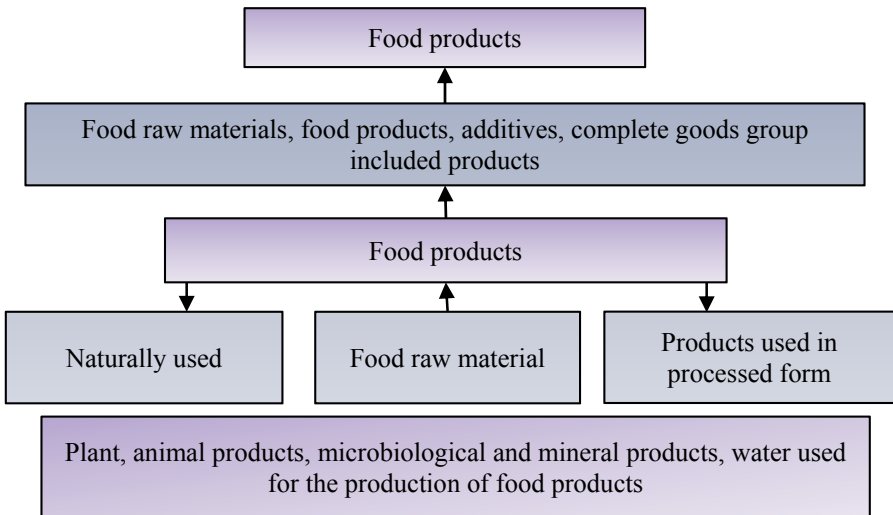 Food products
Food raw materials, food products, additives, complete goods group
included products
Food products
Naturally used
Food raw material
Products used in
processed form
Plant, animal products, microbiological and mineral products, water used
for the production of food products